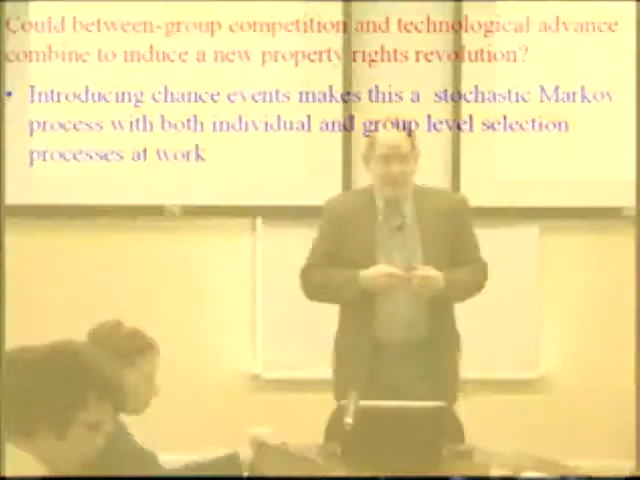 Could between-group competition and technological advance
combine to induce a new property rights revolution?
• Introducing chance events makes this a stochastic Markov
process with both individual and group level selection
processes at work